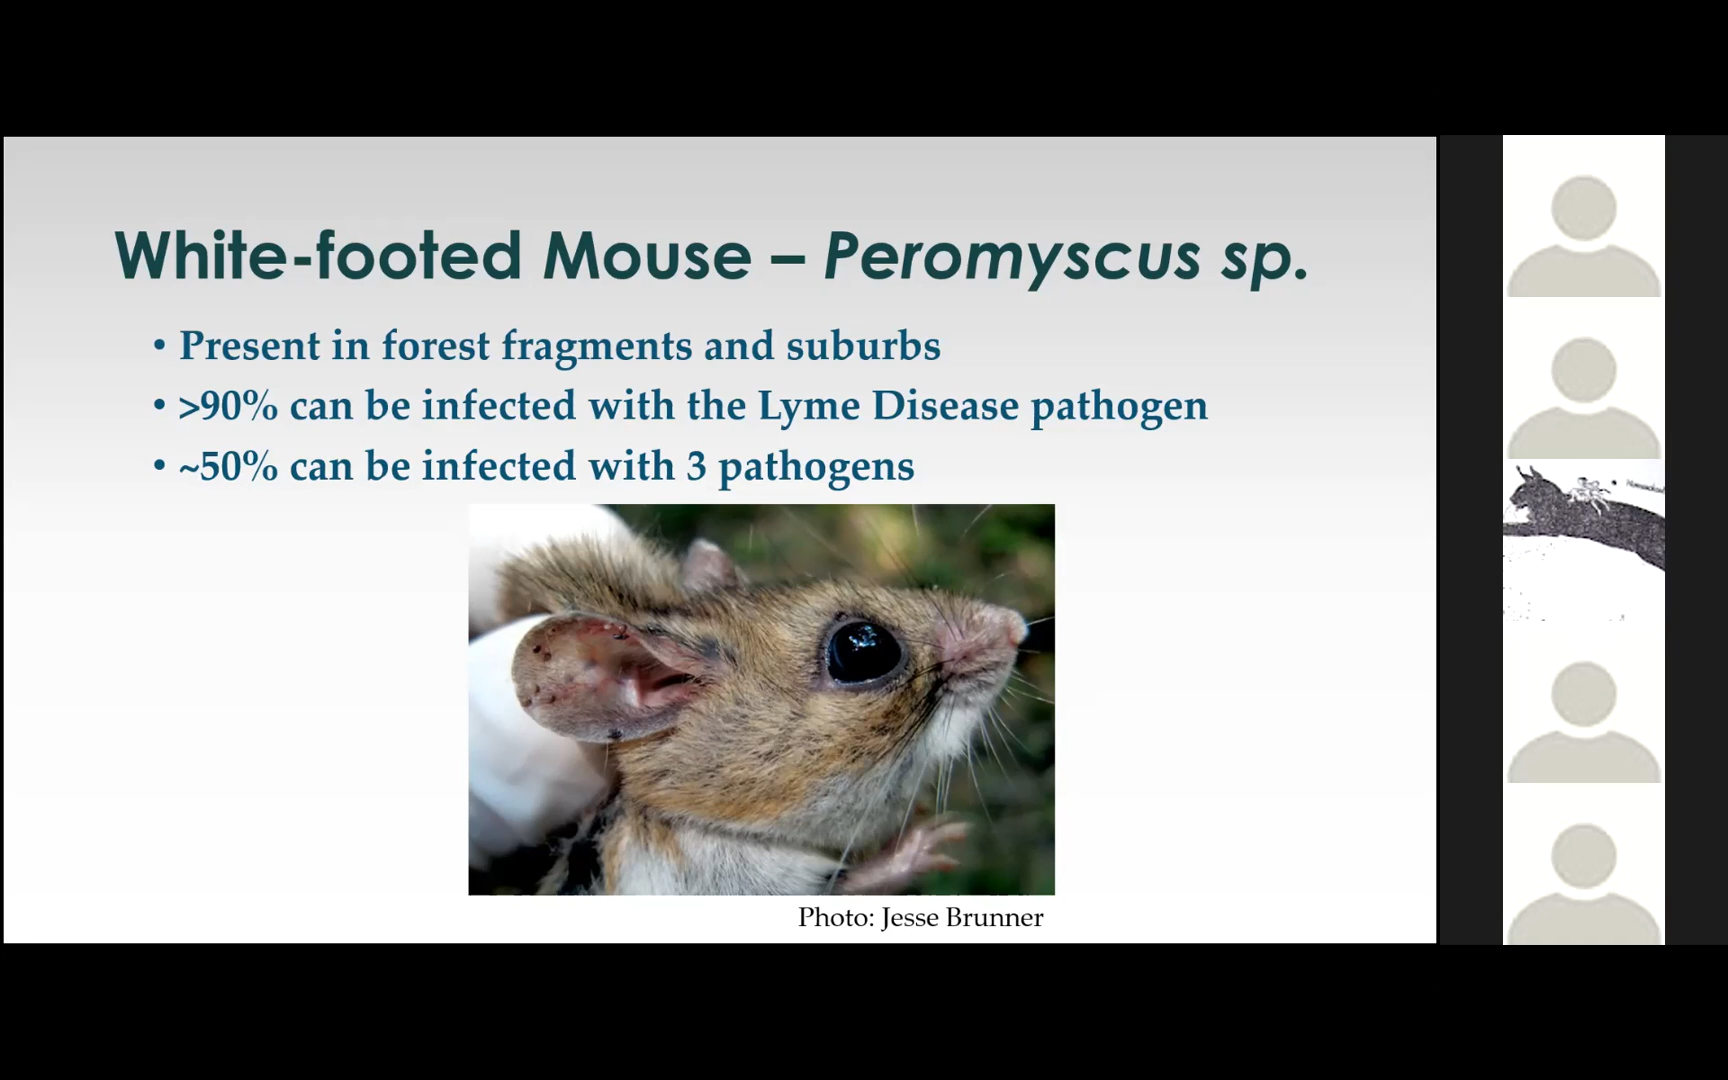 White-footed Mouse – Peromyscus sp.
• Present in forest fragments and suburbs
• >90% can be infected with the Lyme Disease pathogen
• ~50% can be infected with 3 pathogens
Photo: Jesse Brunner